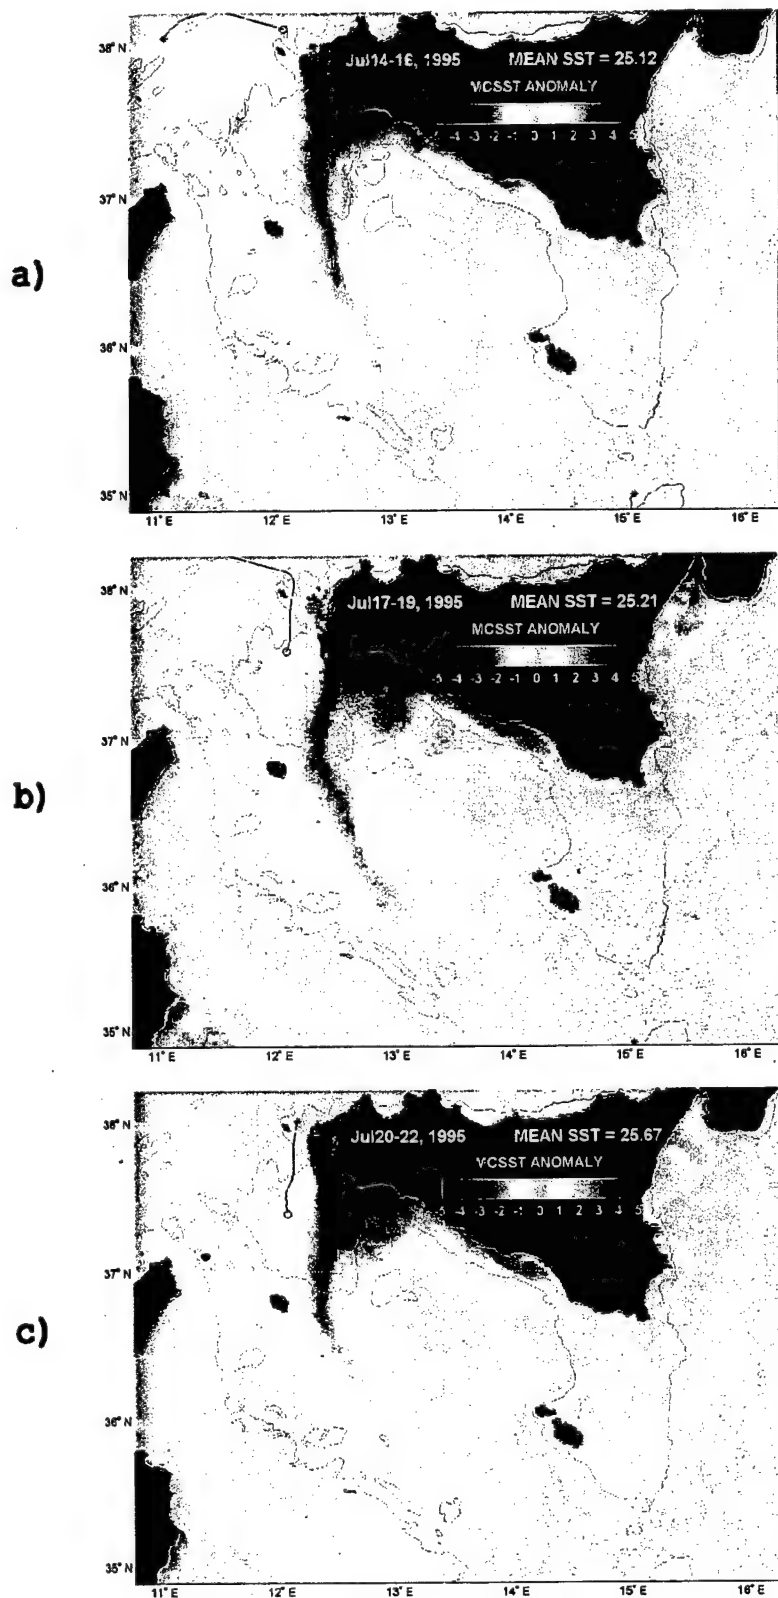 a)
38° N
37° N
36° N
35° N
Jul14-16, 1995 MEAN SST = 25.12
MCSST ANOMALY
-5 -4 -3 -2 -1 0 1 2 3 4 5
11° E 12° E 13° E 14° E 15° E 16° E
b)
38° N
37° N
36° N
35° N
Jul17-19, 1995 MEAN SST = 25.21
MCSST ANOMALY
-5 -4 -3 -2 -1 0 1 2 3 4 5
11° E 12° E 13° E 14° E 15° E 16° E
c)
38° N
37° N
36° N
35° N
Jul20-22, 1995 MEAN SST = 25.67
MCSST ANOMALY
-5 -4 -3 -2 -1 0 1 2 3 4 5
11° E 12° E 13° E 14° E 15° E 16° E